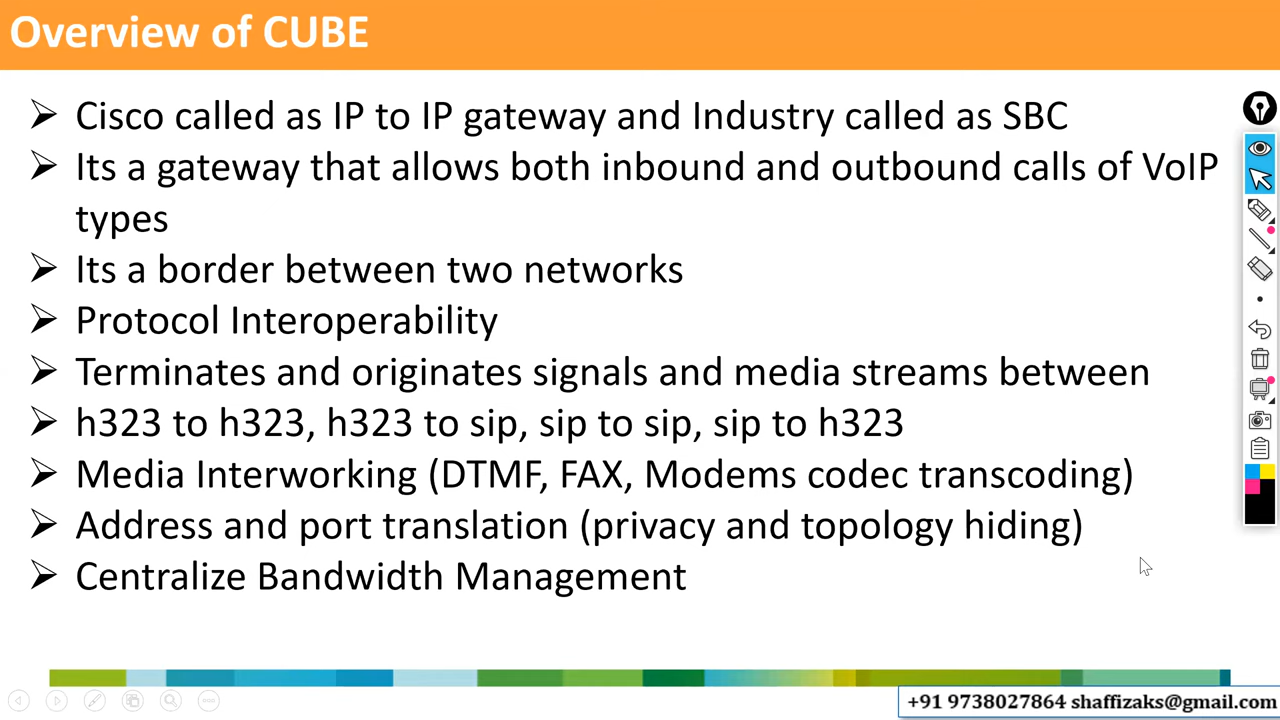 Overview of CUBE
Cisco called as IP to IP gateway and Industry called as SBC
Its a gateway that allows both inbound and outbound calls of VoIP
types
Its a border between two networks
Protocol Interoperability
Terminates and originates signals and media streams between
h323 to h323, h323 to sip, sip to sip, sip to h323
Media Interworking (DTMF, FAX, Modems codec transcoding)
Address and port translation (privacy and topology hiding)
Centralize Bandwidth Management
+91 9738027864 shaffizaks@gmail.com